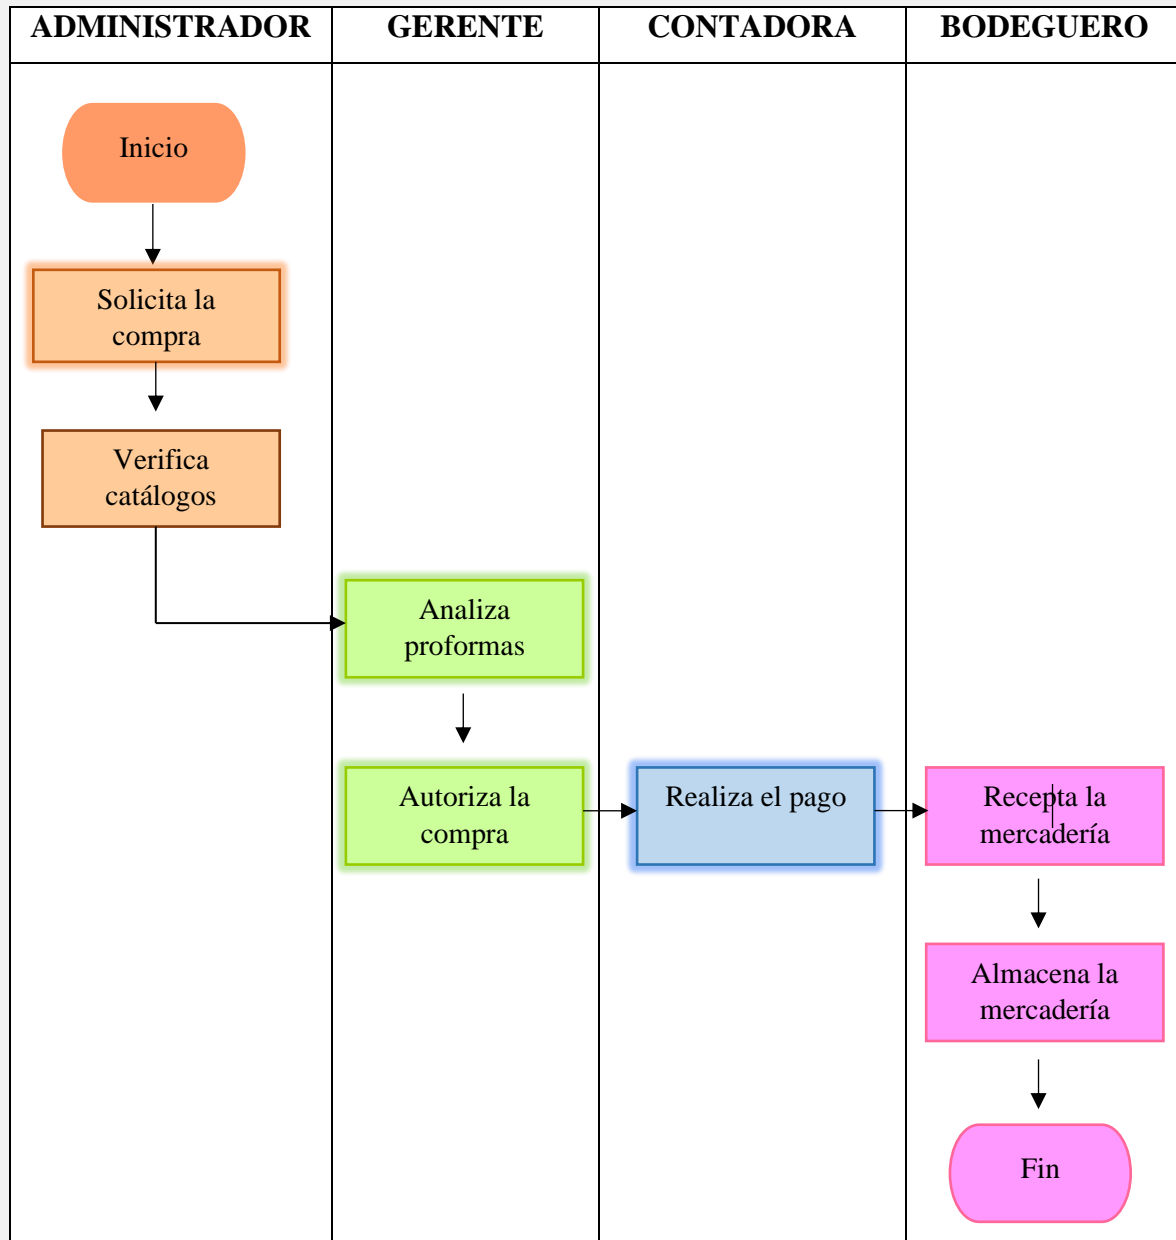 ADMINISTRADOR
GERENTE
CONTADORA
BODEGUERO
Inicio
Solicita la
compra
Verifica
catálogos
Analiza
proformas
Autoriza la
compra
Realiza el pago
Recepta la
mercadería
Almacena la
mercadería
Fin